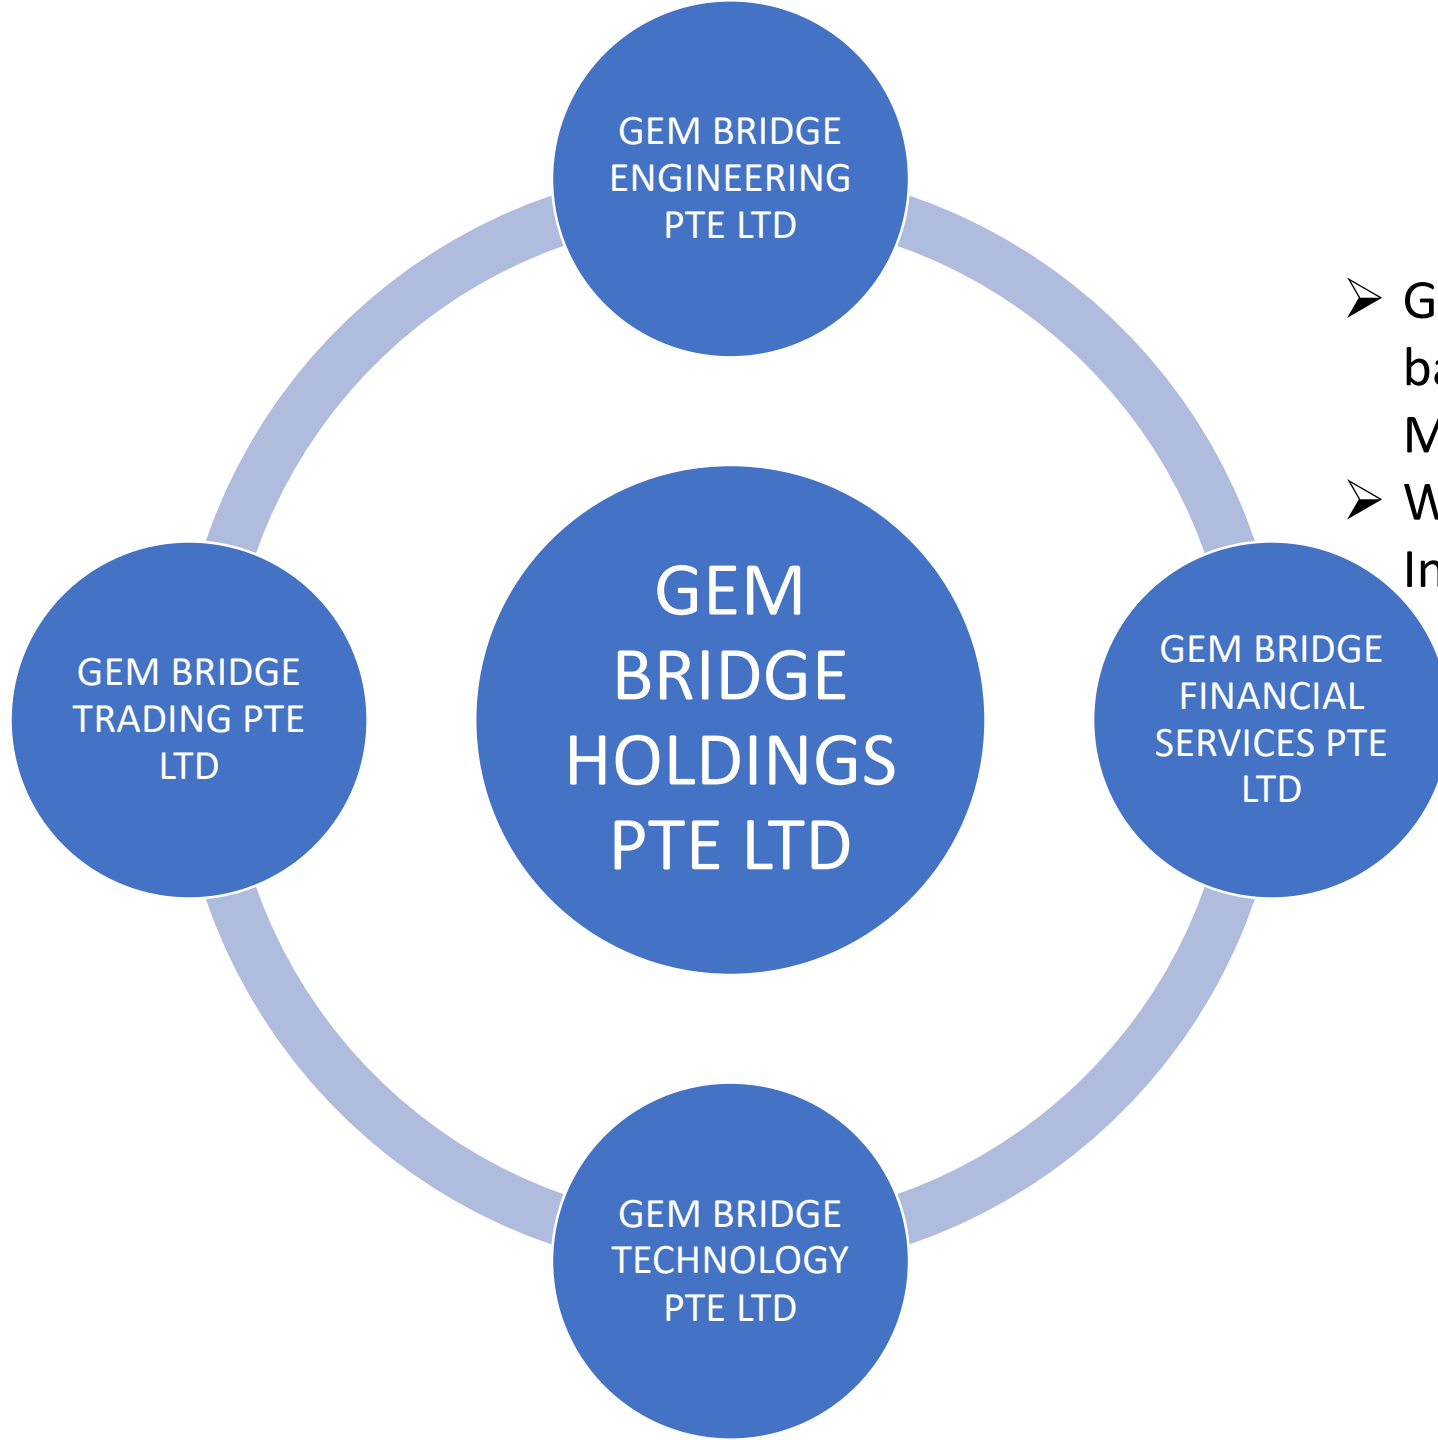 GEM BRIDGE
ENGINEERING
PTE LTD
GEM
BRIDGE
HOLDINGS
PTE LTD
GEM BRIDGE
TRADING PTE
LTD
GEM BRIDGE
FINANCIAL
SERVICES PTE
LTD
GEM BRIDGE
TECHNOLOGY
PTE LTD